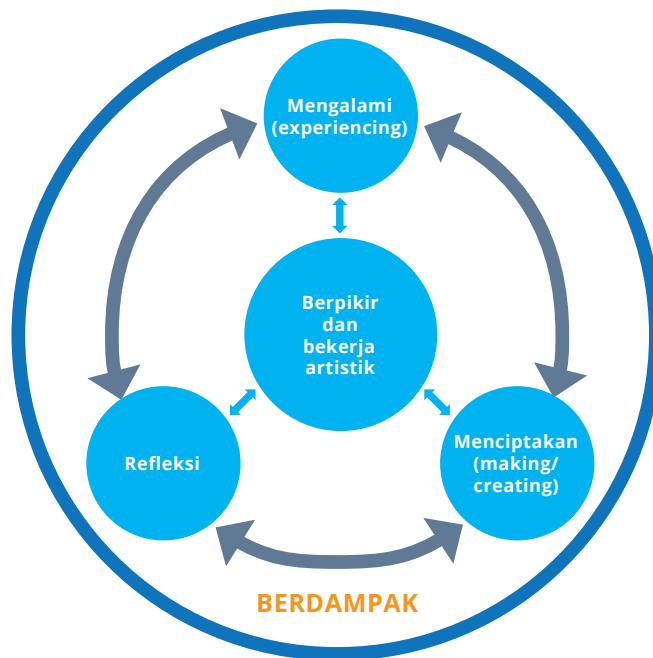 Mengalami
(experiencing)
Berpikir
dan
bekerja
artistik
Refleksi
Menciptakan
(making/
creating)
BERDAMPAK